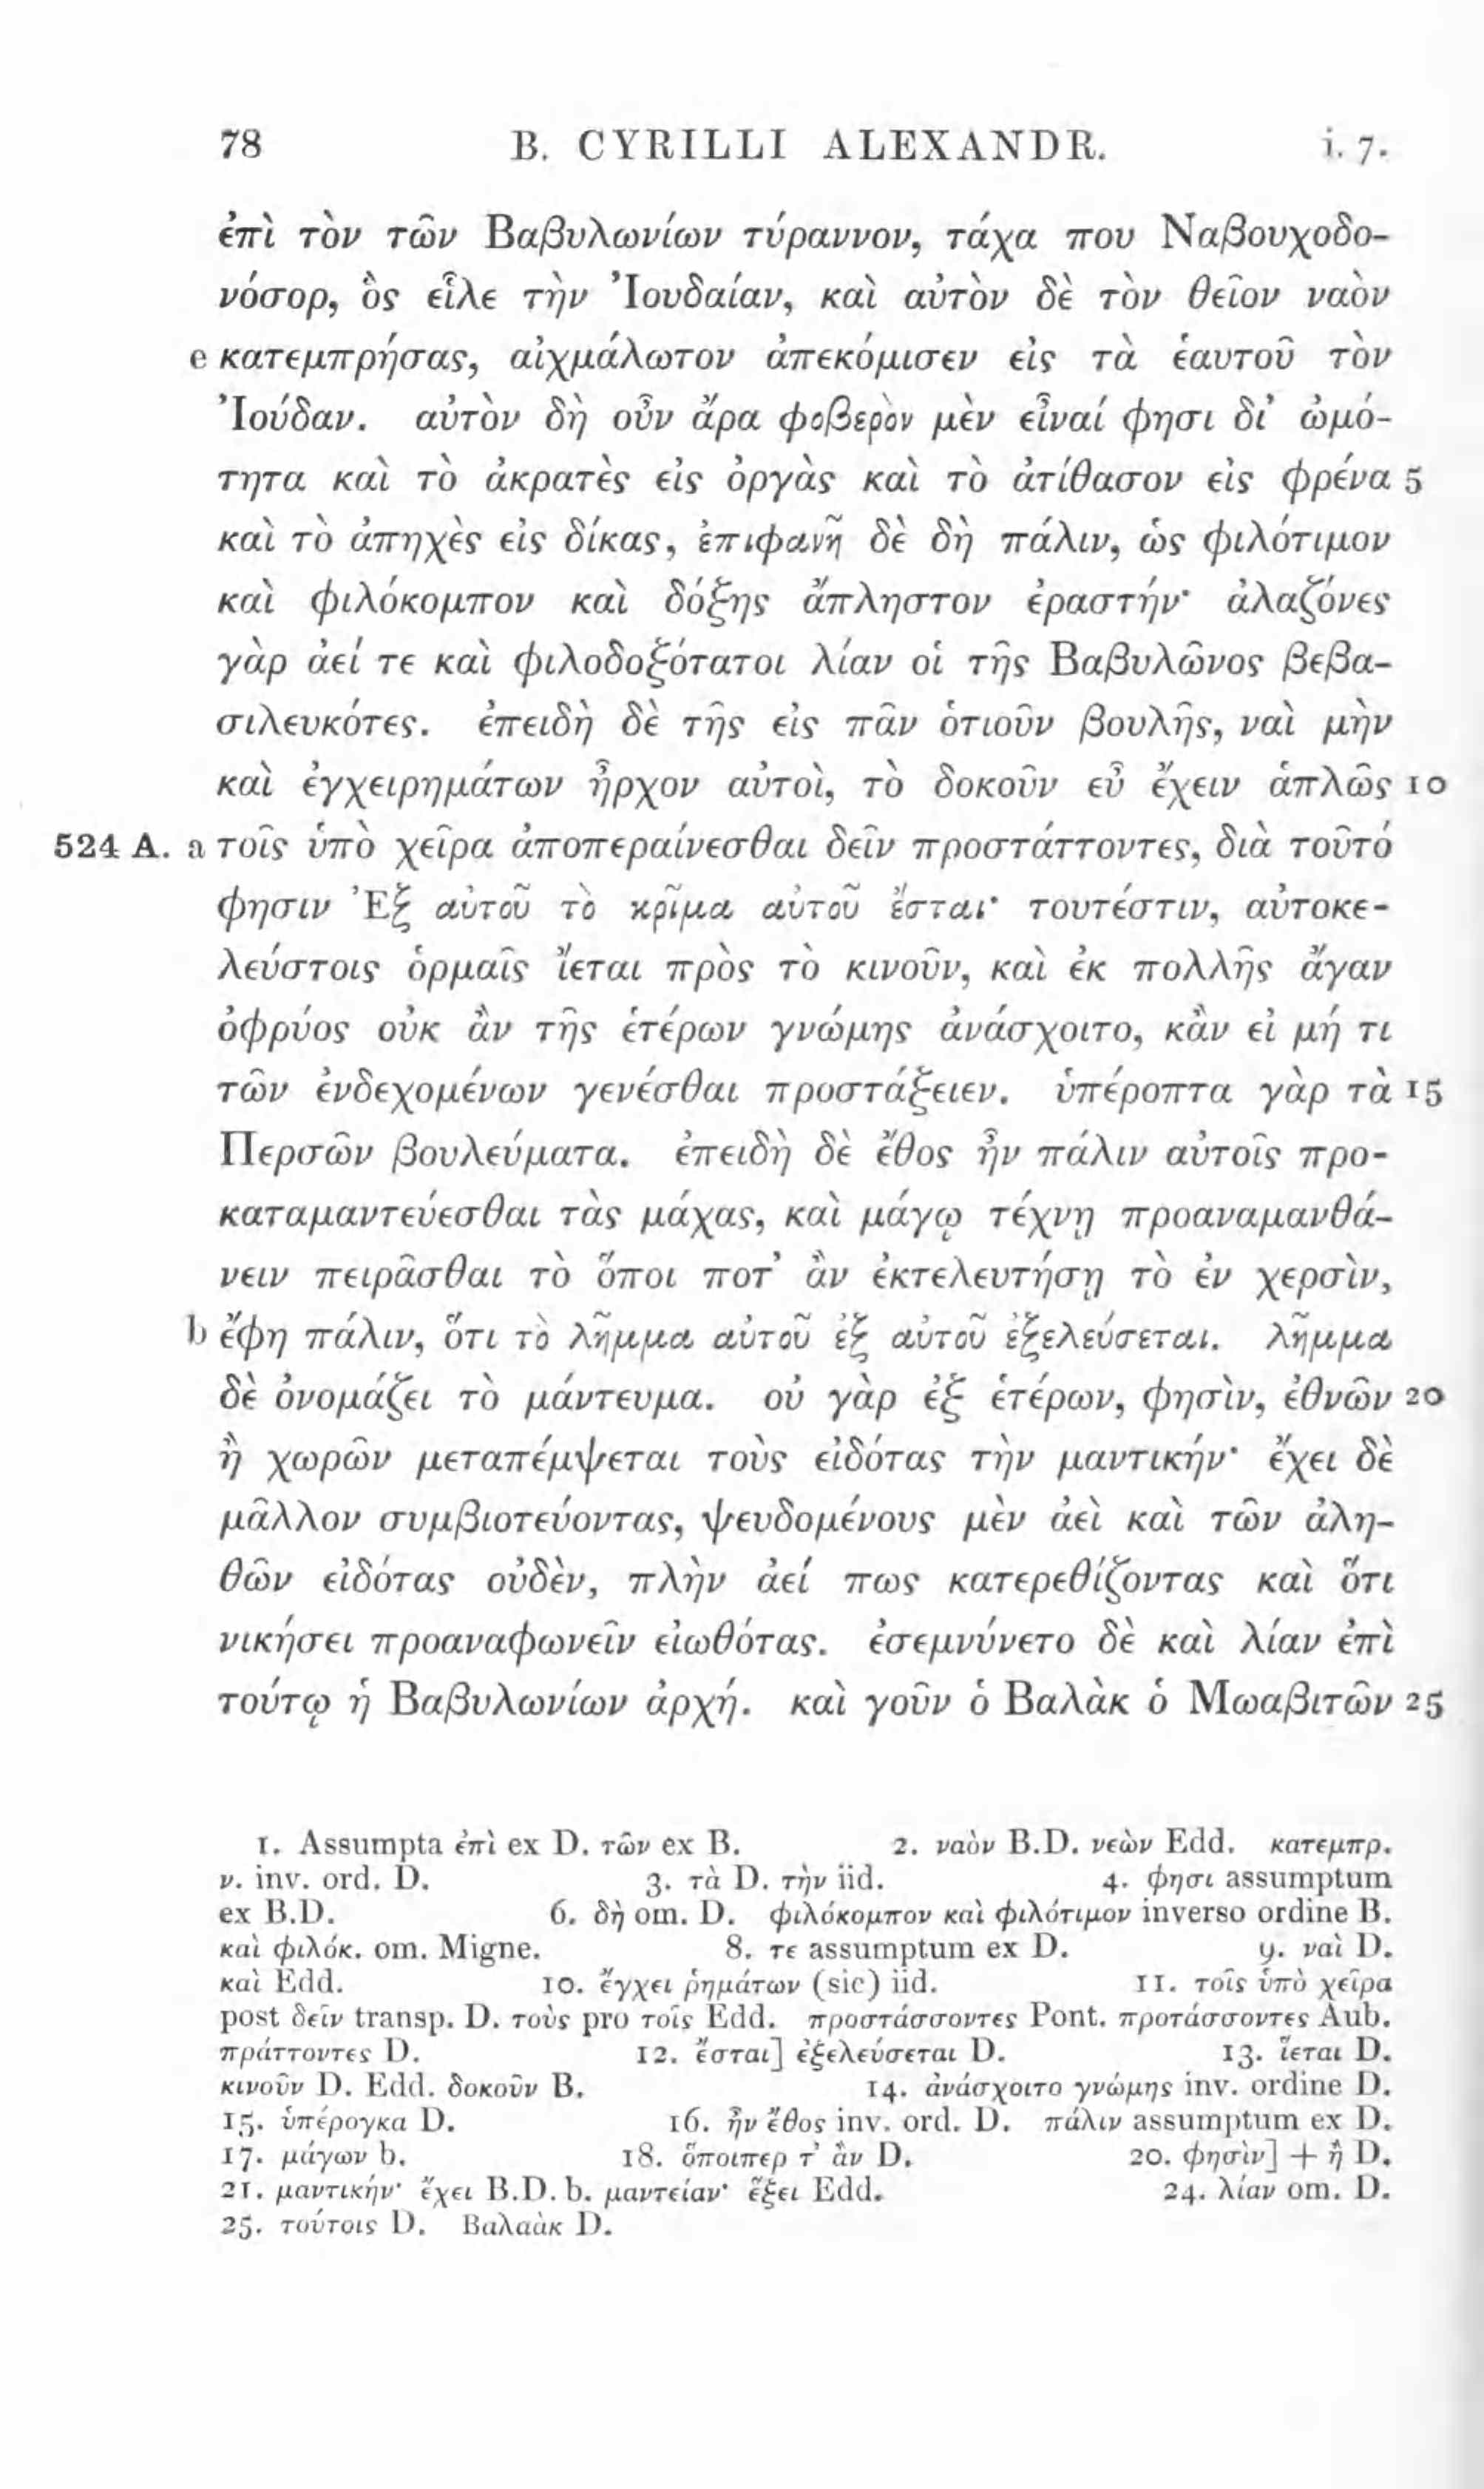 78 B. CYRILLI ALEXANDR. i. 7.
ἐπὶ τὸν τῶν Βαβυλωνίων τύραννον, τάχα που Ναβουχοδο-
νόσορ, ὃς εἷλε τὴν Ἰουδαίαν, καὶ αὐτὸν δὲ τὸν θεῖον ναὸν
e κατεμπρήσας, αἰχμάλωτον ἀπεκόμισεν εἰς τὰ ἑαυτοῦ τὸν
Ἰούδαν. αὐτὸν δὴ οὖν ἄρα φοβερὸν μὲν εἶναί φησι δι’ ὠμό-
τητα καὶ τὸ ἀκρατὲς εἰς ὀργὰς καὶ τὸ ἀτίθασον εἰς φρένα 5
καὶ τὸ ἀπηχὲς εἰς δίκας, ἐπιφανῆ δὲ δὴ πάλιν, ὡς φιλότιμον
καὶ φιλόκομπον καὶ δόξης ἄπληστον ἐραστήν· ἀλαζόνες
γὰρ ἀεί τε καὶ φιλοδοξότατοι λίαν οἱ τῆς Βαβυλῶνος βεβα-
σιλευκότες. ἐπειδὴ δὲ τῆς εἰς πᾶν ὁτιοῦν βουλῆς, ναὶ μὴν
καὶ ἐγχειρημάτων ἦρχον αὐτοὶ, τὸ δοκοῦν εὖ ἔχειν ἁπλῶς 10
524 A. a τοῖς ὑπὸ χεῖρα ἀποπεραίνεσθαι δεῖν προστάττοντες, διὰ τοῦτό
φησιν Ἐξ αὐτοῦ τὸ κρῖμα αὐτοῦ ἔσται· τουτέστιν, αὐτοκε-
λεύστοις ὁρμαῖς ἵεται πρὸς τὸ κινοῦν, καὶ ἐκ πολλῆς ἄγαν
ὀφρύος οὐκ ἂν τῆς ἑτέρων γνώμης ἀνάσχοιτο, κἂν εἰ μή τι
τῶν ἐνδεχομένων γενέσθαι προστάξειεν. ὑπέροπτα γὰρ τὰ 15
Περσῶν βουλεύματα. ἐπειδὴ δὲ ἔθος ἦν πάλιν αὐτοῖς προ-
καταμαντεύεσθαι τὰς μάχας, καὶ μάγῳ τέχνῃ προαναμανθά-
νειν πειρᾶσθαι τὸ ὅποι ποτ’ ἂν ἐκτελευτήσῃ τὸ ἐν χερσὶν,
b ἔφη πάλιν, ὅτι τὸ λῆμμα αὐτοῦ ἐξ αὐτοῦ ἐξελεύσεται. λῆμμα
δὲ ὀνομάζει τὸ μάντευμα. οὐ γὰρ ἐξ ἑτέρων, φησὶν, ἐθνῶν 20
ἢ χωρῶν μεταπέμψεται τοὺς εἰδότας τὴν μαντικήν· ἔχει δὲ
μᾶλλον συμβιοτεύοντας, ψευδομένους μὲν ἀεὶ καὶ τῶν ἀλη-
θῶν εἰδότας οὐδὲν, πλὴν ἀεί πως κατερεθίζοντας καὶ ὅτι
νικήσει προαναφωνεῖν εἰωθότας. ἐσεμνύνετο δὲ καὶ λίαν ἐπὶ
τούτῳ ἡ Βαβυλωνίων ἀρχή. καὶ γοῦν ὁ Βαλὰκ ὁ Μωαβιτῶν 25
1. Assumpta ἐπὶ ex D. τῶν ex B. 2. ναὸν B.D. νεὼν Edd. κατεμπρ.
ν. inv. ord. D. 3. τὰ D. τὴν iid. 4. φησι assumptum
ex B.D. 6. δὴ om. D. φιλόκομπον καὶ φιλότιμον inverso ordine B.
καὶ φιλόκ. om. Migne. 8. τε assumptum ex D. 9. ναὶ D.
καὶ Edd. 10. ἔγχει ῥημάτων (sic) iid. 11. τοῖς ὑπὸ χεῖρα
post δεῖν transp. D. τοὺς pro τοῖς Edd. προστάσσοντες Pont. προτάσσοντες Aub.
πράττοντες D. 12. ἔσται] ἐξελεύσεται D. 13. ἵεται D.
κινοῦν D. Edd. δοκοῦν B. 14. ἀνάσχοιτο γνώμης inv. ordine D.
15. ὑπέρογκα D. 16. ἦν ἔθος inv. ord. D. πάλιν assumptum ex D.
17. μάγων b. 18. ὅποιπερ τ’ ἂν D. 20. φησὶν] + ἢ D.
21. μαντικήν· ἔχει B.D. b. μαντείαν· ἕξει Edd. 24. λίαν om. D.
25. τούτοις D. Βαλαὰκ D.